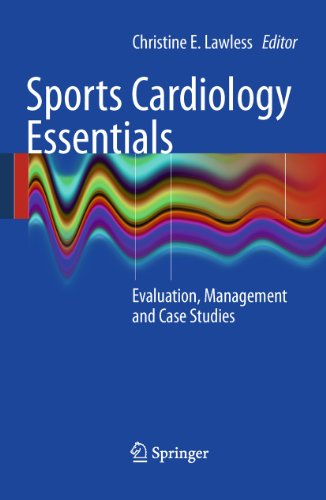 Christine E. Lawless Editor
Sports Cardiology
Essentials
Evaluation, Management
and Case Studies
Springer